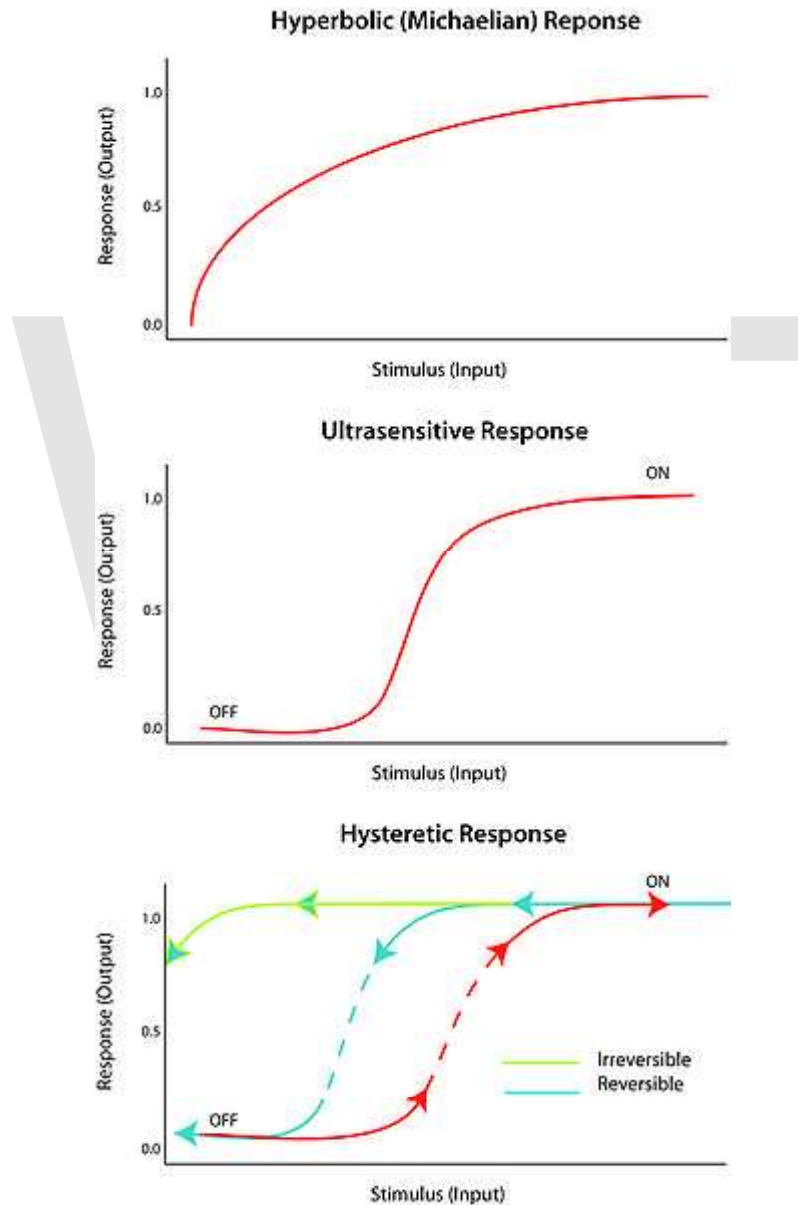 Hyperbolic (Michaelian) Reponse
1.0
0.5
0.0
Response (Output)
Stimulus (Input)
Ultrasensitive Response
ON
1.0
0.5
OFF
0.0
Response (Output)
Stimulus (Input)
Hysteretic Response
ON
1.0
0.5
Irreversible
Reversible
OFF
0.0
Response (Output)
Stimulus (Input)